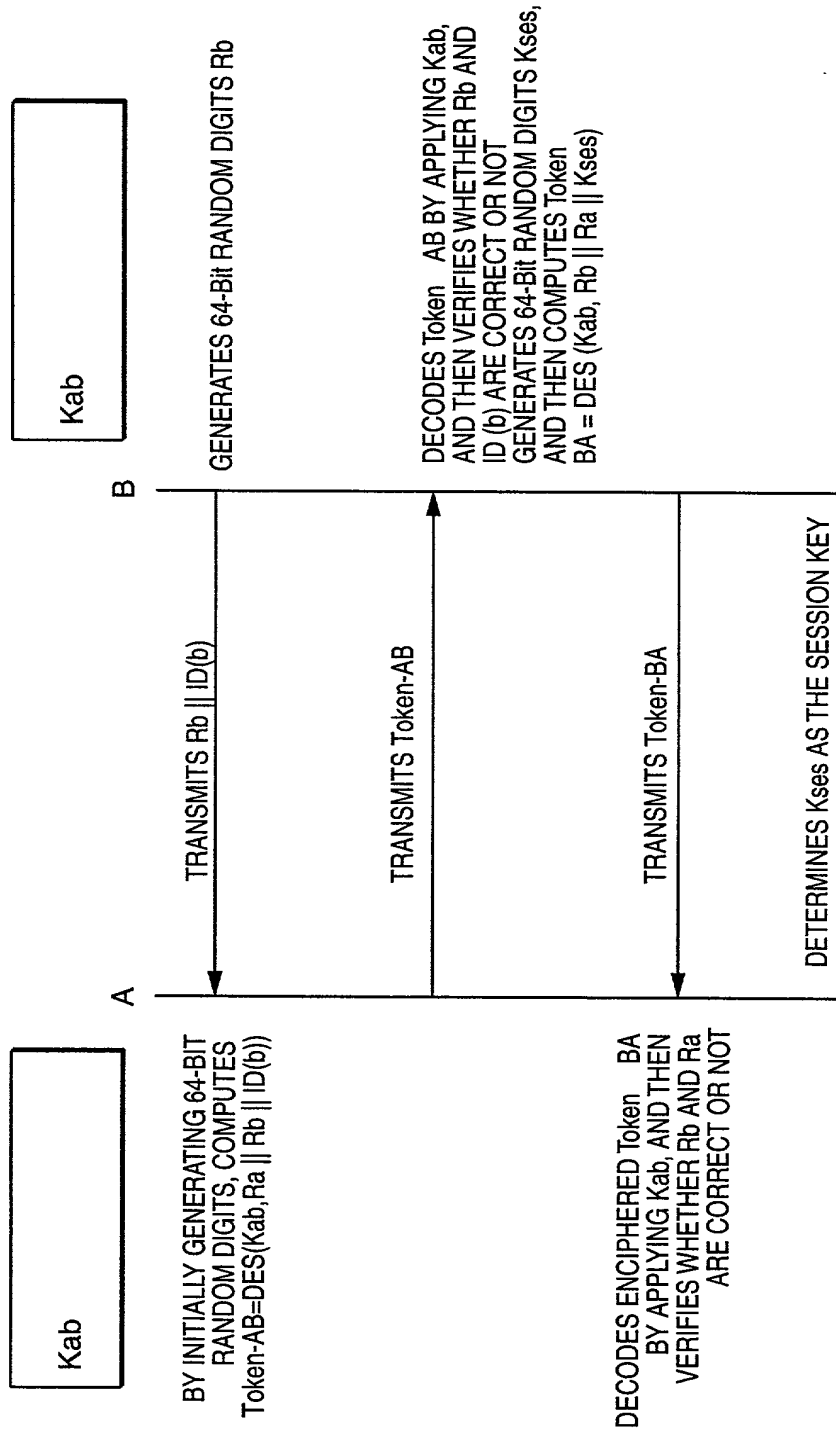 Kab
Kab
A
B
GENERATES 64-Bit RANDOM DIGITS Rb
TRANSMITS Rb || ID(b)
BY INITIALLY GENERATING 64-BIT
RANDOM DIGITS, COMPUTES
Token-AB=DES(Kab,Ra || Rb || ID(b))
TRANSMITS Token-AB
DECODES Token AB BY APPLYING Kab,
AND THEN VERIFIES WHETHER Rb AND
ID (b) ARE CORRECT OR NOT
GENERATES 64-Bit RANDOM DIGITS Kses,
AND THEN COMPUTES Token
BA = DES (Kab, Rb || Ra || Kses)
TRANSMITS Token-BA
DECODES ENCIPHERED Token BA
BY APPLYING Kab, AND THEN
VERIFIES WHETHER Rb AND Ra
ARE CORRECT OR NOT
DETERMINES Kses AS THE SESSION KEY